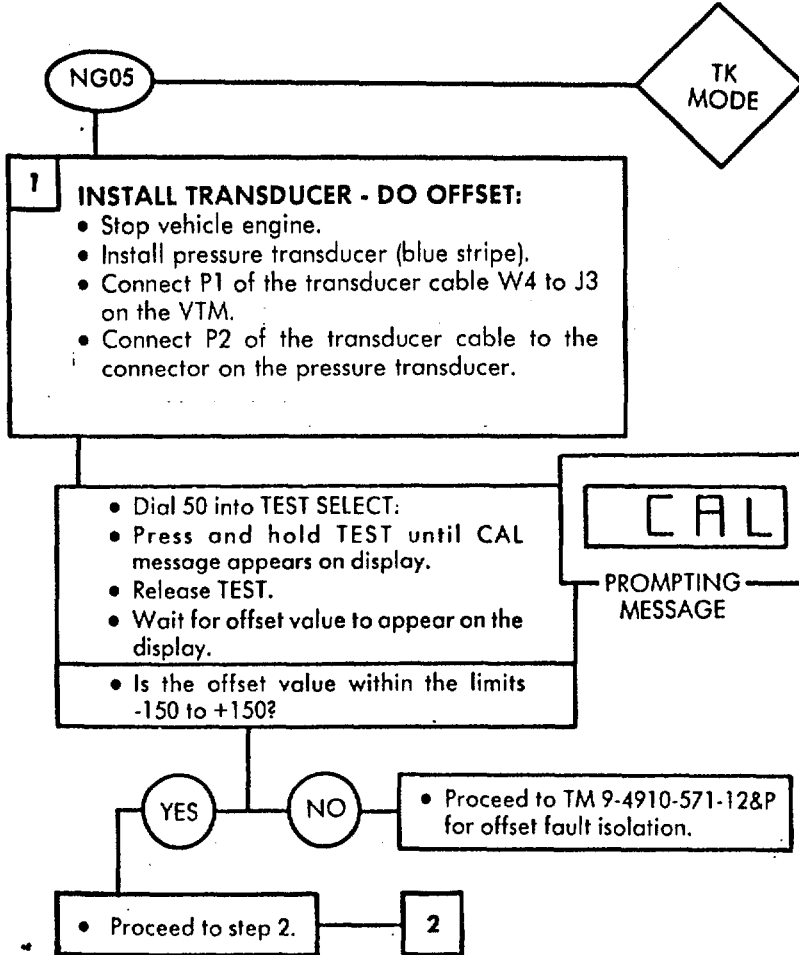 NG05
TK
MODE
1
INSTALL TRANSDUCER - DO OFFSET:
• Stop vehicle engine.
• Install pressure transducer (blue stripe).
• Connect P1 of the transducer cable W4 to J3
on the VTM.
• Connect P2 of the transducer cable to the
connector on the pressure transducer.
• Dial 50 into TEST SELECT:
• Press and hold TEST until CAL
message appears on display.
• Release TEST.
• Wait for offset value to appear on the
display.
CAL
PROMPTING
MESSAGE
• Is the offset value within the limits
-150 to +150?
YES
NO
• Proceed to TM 9-4910-571-12&P
for offset fault isolation.
• Proceed to step 2.
2